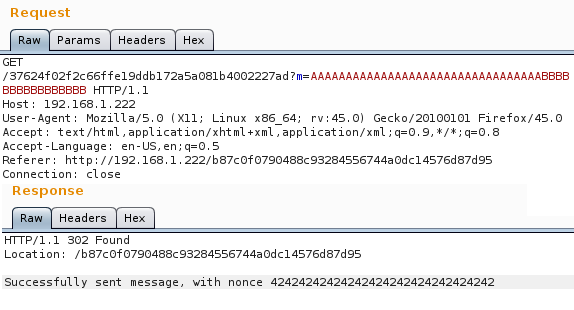 Request
Raw Params Headers Hex
GET
/37624f02f2c66ffe19ddb172a5a081b4002227ad?m=AAAAAAAAAAAAAAAAAAAAAAAAAAAAAAAAABBBB
BBBBBBBBBBBB HTTP/1.1
Host: 192.168.1.222
User-Agent: Mozilla/5.0 (X11; Linux x86_64; rv:45.0) Gecko/20100101 Firefox/45.0
Accept: text/html,application/xhtml+xml,application/xml;q=0.9,*/*;q=0.8
Accept-Language: en-US,en;q=0.5
Referer: http://192.168.1.222/b87c0f0790488c93284556744a0dc14576d87d95
Connection: close
Response
Raw Headers Hex
HTTP/1.1 302 Found
Location: /b87c0f0790488c93284556744a0dc14576d87d95
Successfully sent message, with nonce 42424242424242424242424242424242